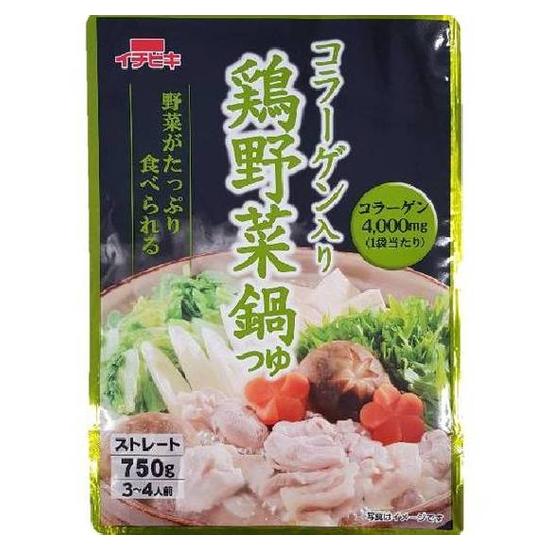 イチビキ
コラーゲン入り
鶏野菜鍋つゆ
野菜がたっぷり
食べられる
コラーゲン
4,000mg
(1袋当たり)
ストレート
750g
3~4人前
写真はイメージです